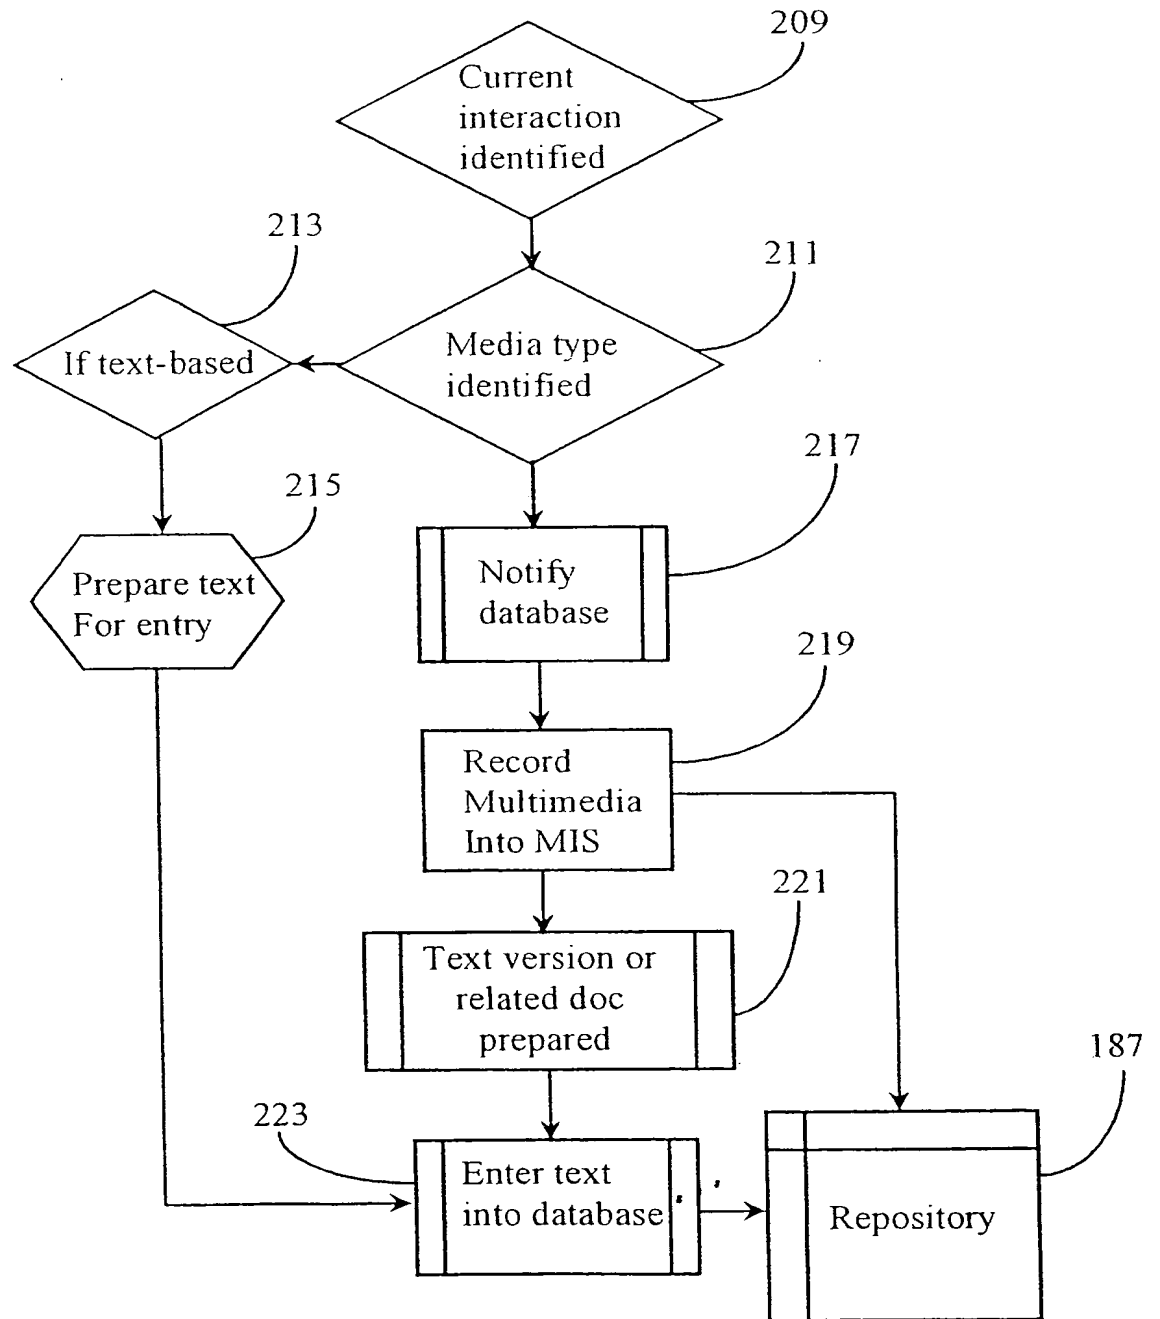 209
Current
interaction
identified
213
211
If text-based
Media type
identified
217
215
Prepare text
For entry
Notify
database
219
Record
Multimedia
Into MIS
221
Text version or
related doc
prepared
187
223
Enter text
into database
Repository